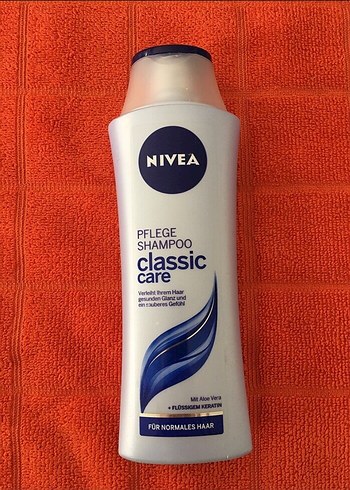 NIVEA
PFLEGE
SHAMPOO
classic
care
Verleiht Ihrem Haar
gesunden Glanz und
ein sauberes Gefühl
Mit Aloe Vera
+ FLÜSSIGEM KERATIN
FÜR NORMALES HAAR